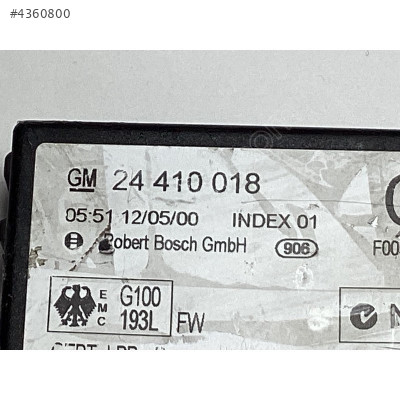 #4360800
GM 24 410 018
05:51 12/05/00 INDEX 01
Robert Bosch GmbH 906 F00
EMC G100
193L FW